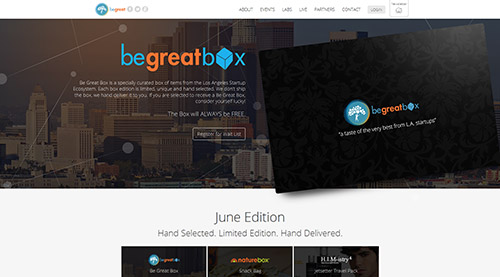 begreat
ABOUT EVENTS LABS LIVE PARTNERS CONTACT LOGIN
begreatbox
Be Great Box is a specially curated box of items from the Los Angeles Startup
Ecosystem. Each box edition is limited, unique and hand selected. We don't ship
the box, we hand deliver it to you. If you are selected to receive a Be Great Box,
consider yourself lucky!
The Box will ALWAYS be FREE.
Register for Wait List
begreatbox
"a taste of the very best from L.A. startups"
June Edition
Hand Selected. Limited Edition. Hand Delivered.
begreatbox
naturebox
Be Great Box
Snack Bag
Jetsetter Travel Pack